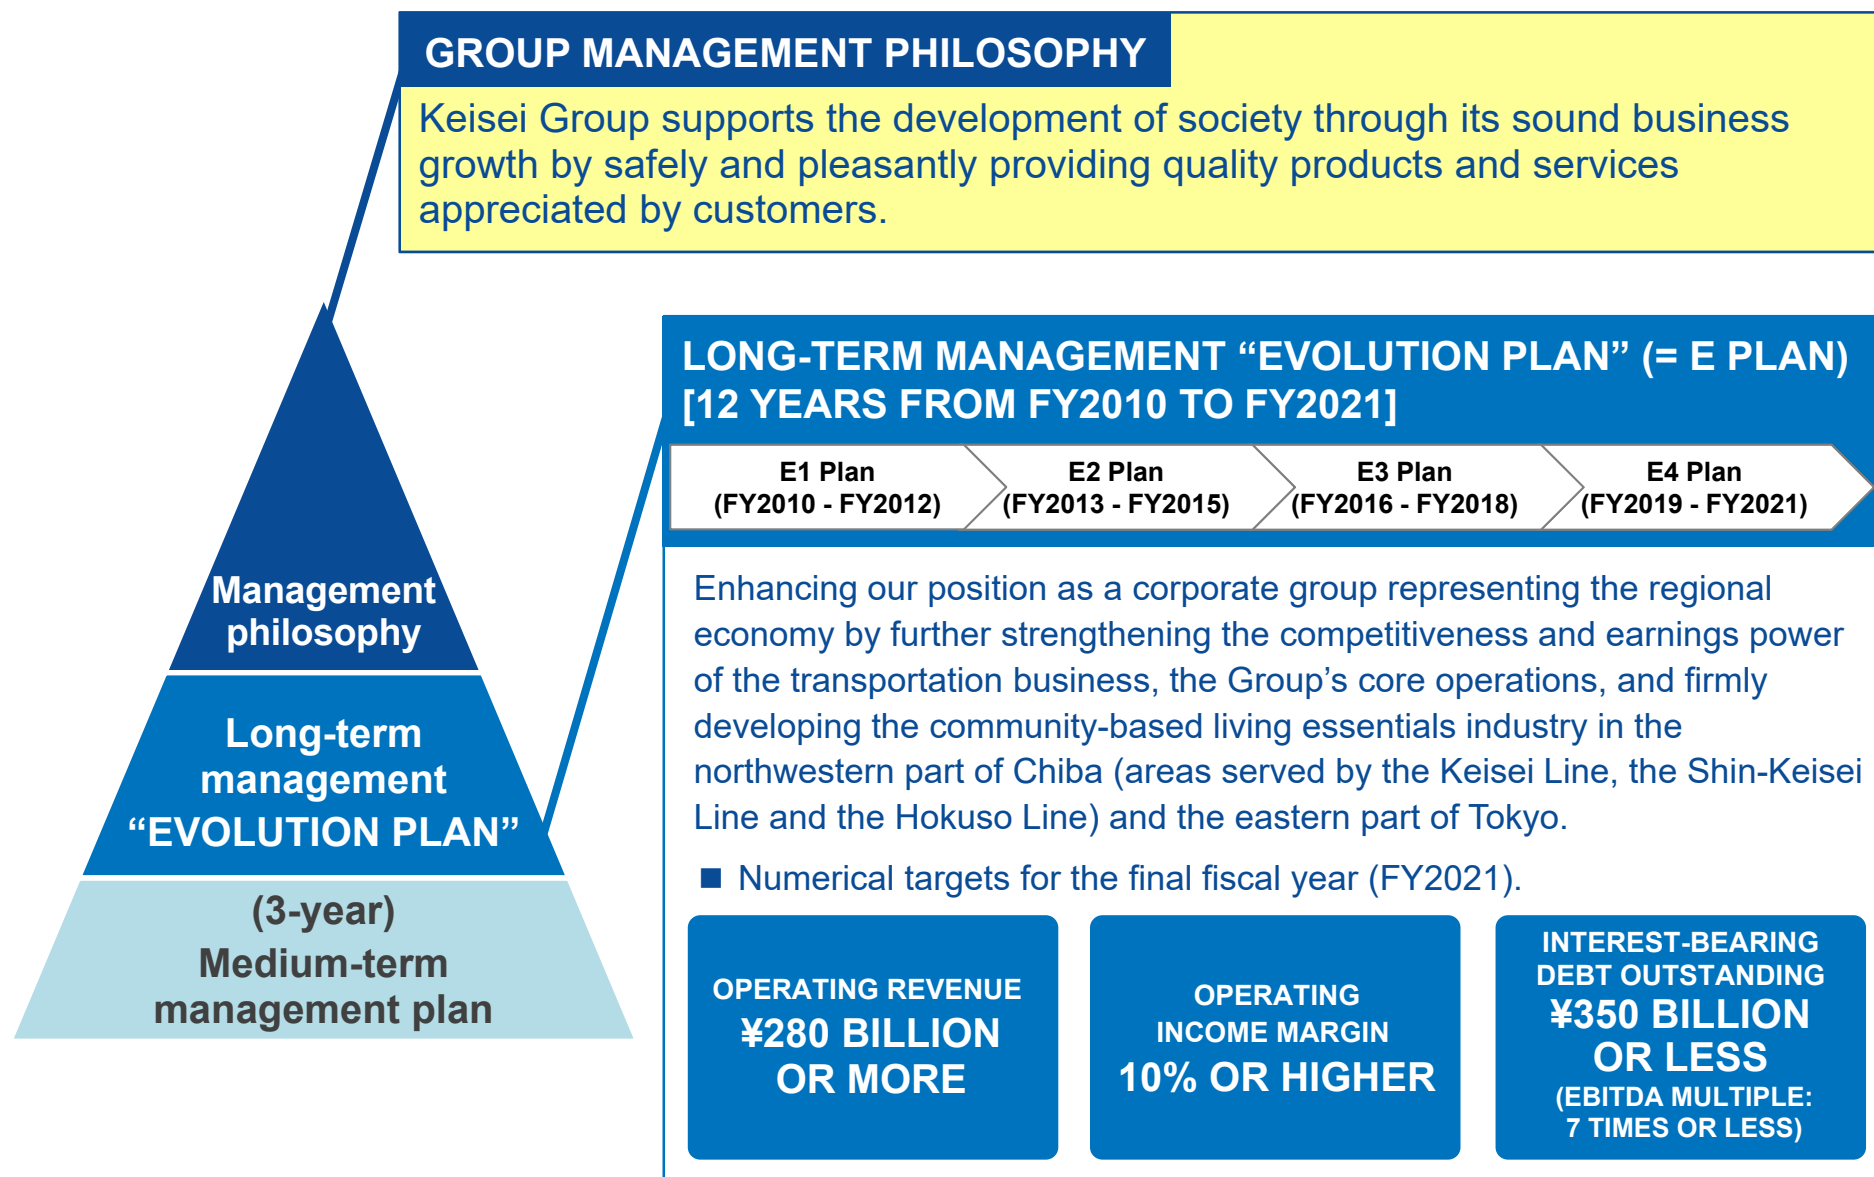 GROUP MANAGEMENT PHILOSOPHY
Keisei Group supports the development of society through its sound business
growth by safely and pleasantly providing quality products and services
appreciated by customers.
Management
philosophy
Long-term
management
“EVOLUTION PLAN”
(3-year)
Medium-term
management plan
LONG-TERM MANAGEMENT “EVOLUTION PLAN” (= E PLAN)
[12 YEARS FROM FY2010 TO FY2021]
E1 Plan
(FY2010 - FY2012)
E2 Plan
(FY2013 - FY2015)
E3 Plan
(FY2016 - FY2018)
E4 Plan
(FY2019 - FY2021)
Enhancing our position as a corporate group representing the regional
economy by further strengthening the competitiveness and earnings power
of the transportation business, the Group’s core operations, and firmly
developing the community-based living essentials industry in the
northwestern part of Chiba (areas served by the Keisei Line, the Shin-Keisei
Line and the Hokuso Line) and the eastern part of Tokyo.
■ Numerical targets for the final fiscal year (FY2021).
OPERATING REVENUE
¥280 BILLION
OR MORE
OPERATING
INCOME MARGIN
10% OR HIGHER
INTEREST-BEARING
DEBT OUTSTANDING
¥350 BILLION
OR LESS
(EBITDA MULTIPLE:
7 TIMES OR LESS)